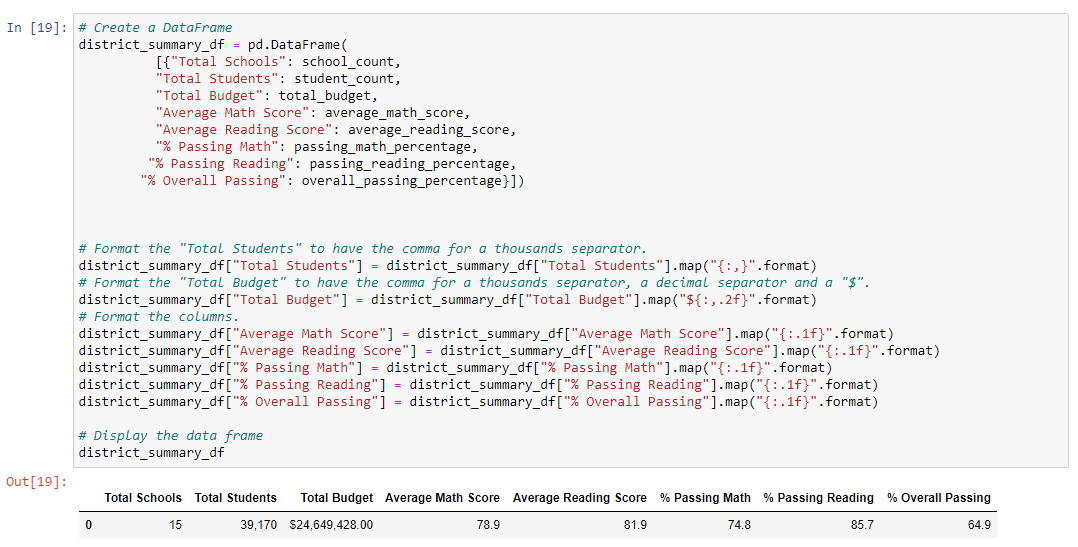 In [19]: # Create a DataFrame
district_summary_df = pd.DataFrame(
[{"Total Schools": school_count,
"Total Students": student_count,
"Total Budget": total_budget,
"Average Math Score": average_math_score,
"Average Reading Score": average_reading_score,
"% Passing Math": passing_math_percentage,
"% Passing Reading": passing_reading_percentage,
"% Overall Passing": overall_passing_percentage}])
# Format the "Total Students" to have the comma for a thousands separator.
district_summary_df["Total Students"] = district_summary_df["Total Students"].map("{:,}".format)
# Format the "Total Budget" to have the comma for a thousands separator, a decimal separator and a "$".
district_summary_df["Total Budget"] = district_summary_df["Total Budget"].map("${:,.2f}".format)
# Format the columns.
district_summary_df["Average Math Score"] = district_summary_df["Average Math Score"].map("{:.1f}".format)
district_summary_df["Average Reading Score"] = district_summary_df["Average Reading Score"].map("{:.1f}".format)
district_summary_df["% Passing Math"] = district_summary_df["% Passing Math"].map("{:.1f}".format)
district_summary_df["% Passing Reading"] = district_summary_df["% Passing Reading"].map("{:.1f}".format)
district_summary_df["% Overall Passing"] = district_summary_df["% Overall Passing"].map("{:.1f}".format)
# Display the data frame
district_summary_df
Out[19]:
Total Schools Total Students Total Budget Average Math Score Average Reading Score % Passing Math % Passing Reading % Overall Passing
0 15 39,170 $24,649,428.00 78.9 81.9 74.8 85.7 64.9